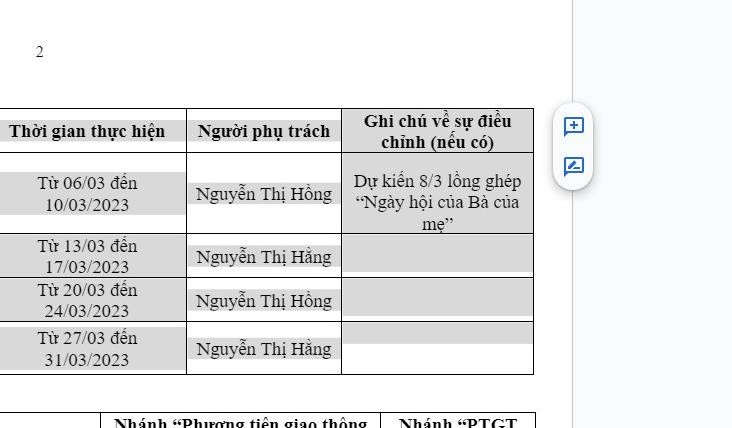 2
Thời gian thực hiện
Người phụ trách
Ghi chú về sự điều
chỉnh (nếu có)
Từ 06/03 đến
10/03/2023
Nguyễn Thị Hồng
Dự kiến 8/3 lồng ghép
“Ngày hội của Bà của
mẹ”
Từ 13/03 đến
17/03/2023
Nguyễn Thị Hằng
Từ 20/03 đến
24/03/2023
Nguyễn Thị Hồng
Từ 27/03 đến
31/03/2023
Nguyễn Thị Hằng
Nhánh “Phương tiện giao thông
Nhánh “PTGT